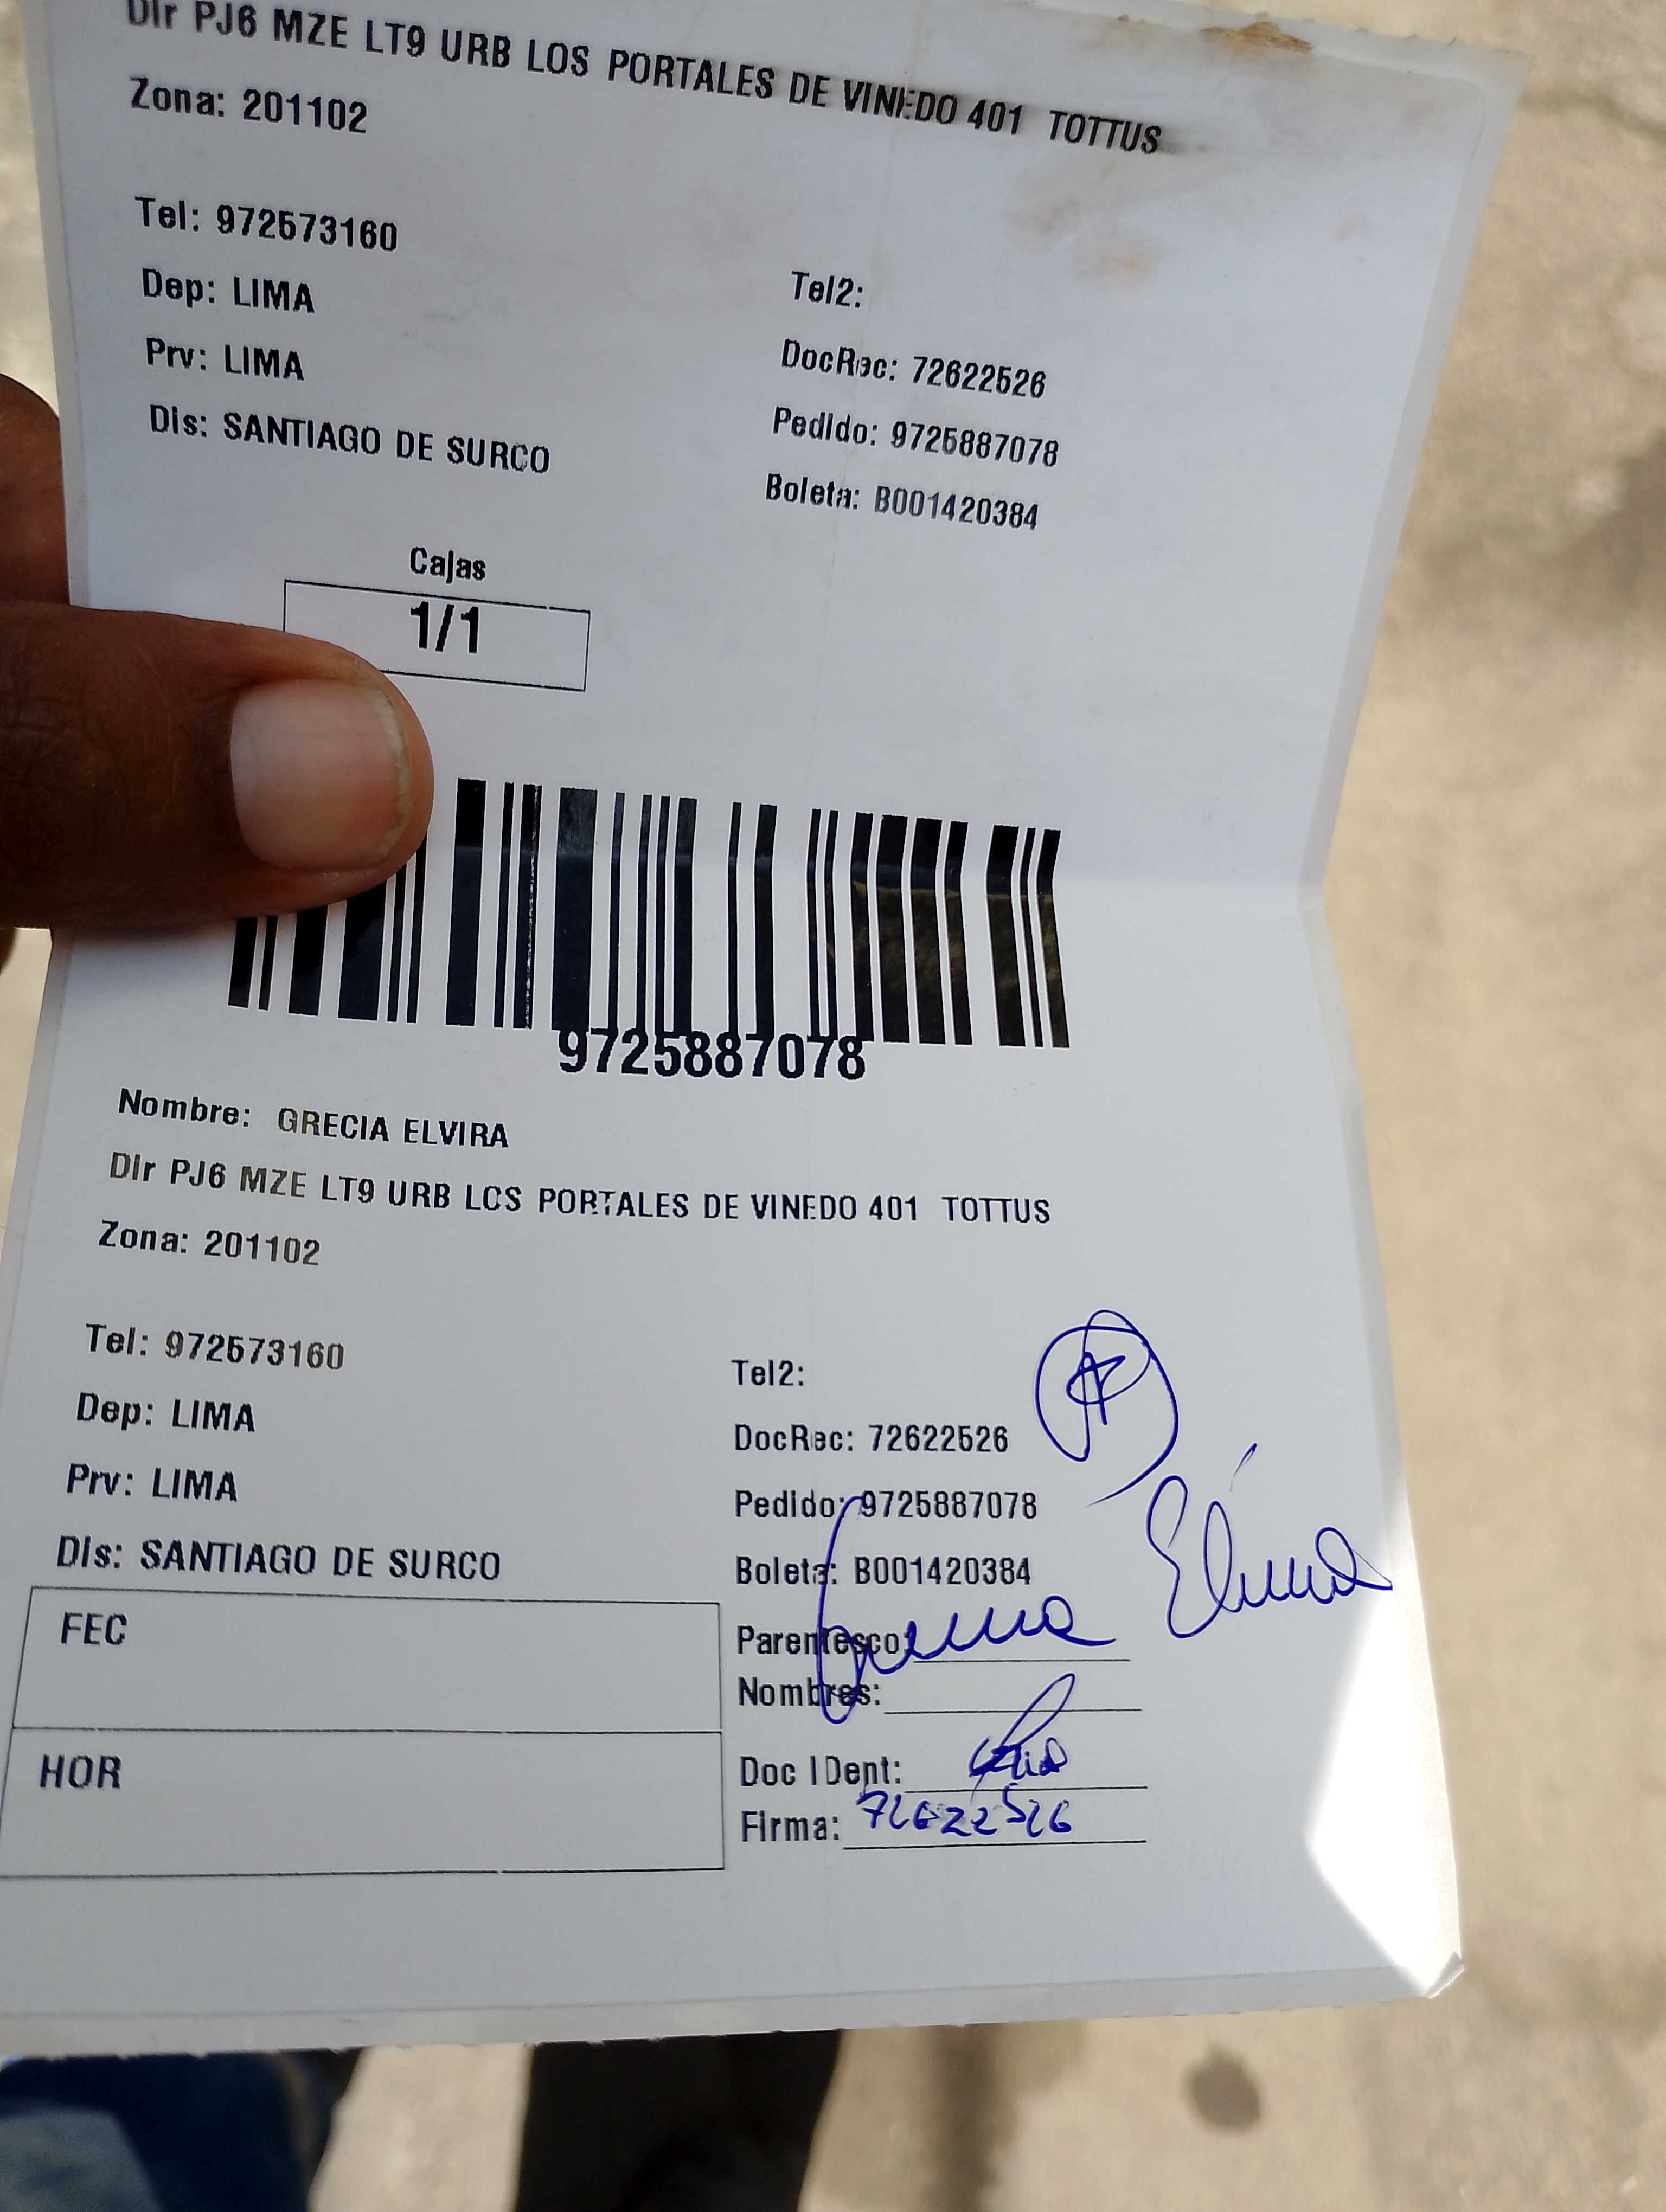 Dir PJ6 MZE LT9 URB LOS PORTALES DE VINEDO 401 TOTTUS
Zona: 201102
Tel: 972573160
Dep: LIMA
Prv: LIMA
Dis: SANTIAGO DE SURCO
Tel2:
DocRec: 72622526
Pedido: 9725887078
Boleta: B001420384
Cajas
1/1
9725887078
Nombre: GRECIA ELVIRA
Dir PJ6 MZE LT9 URB LOS PORTALES DE VINEDO 401 TOTTUS
Zona: 201102
Tel: 972573160
Dep: LIMA
Prv: LIMA
Dis: SANTIAGO DE SURCO
Tel2:
DocRec: 72622526
Pedido: 9725887078
Boleta: B001420384
FEC
HOR
Parentesco:
Nombres:
Doc IDent:
Firma: 72622526